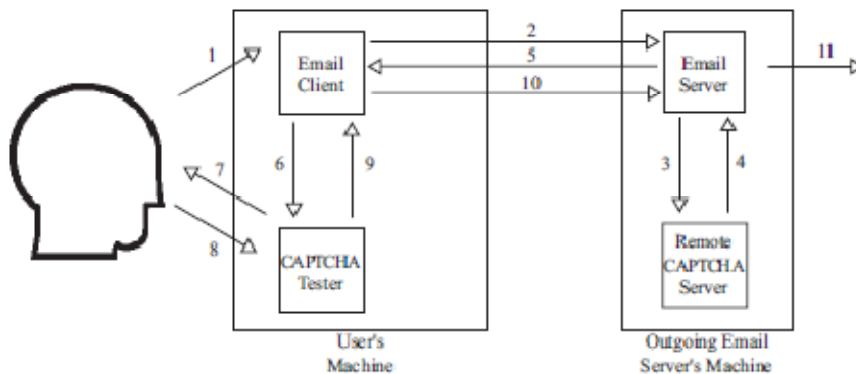 1
2
5
10
11
Email
Client
Email
Server
6
9
7
8
3
4
CAPTCHA
Tester
Remote
CAPTCHA
Server
User's
Machine
Outgoing Email
Server's Machine